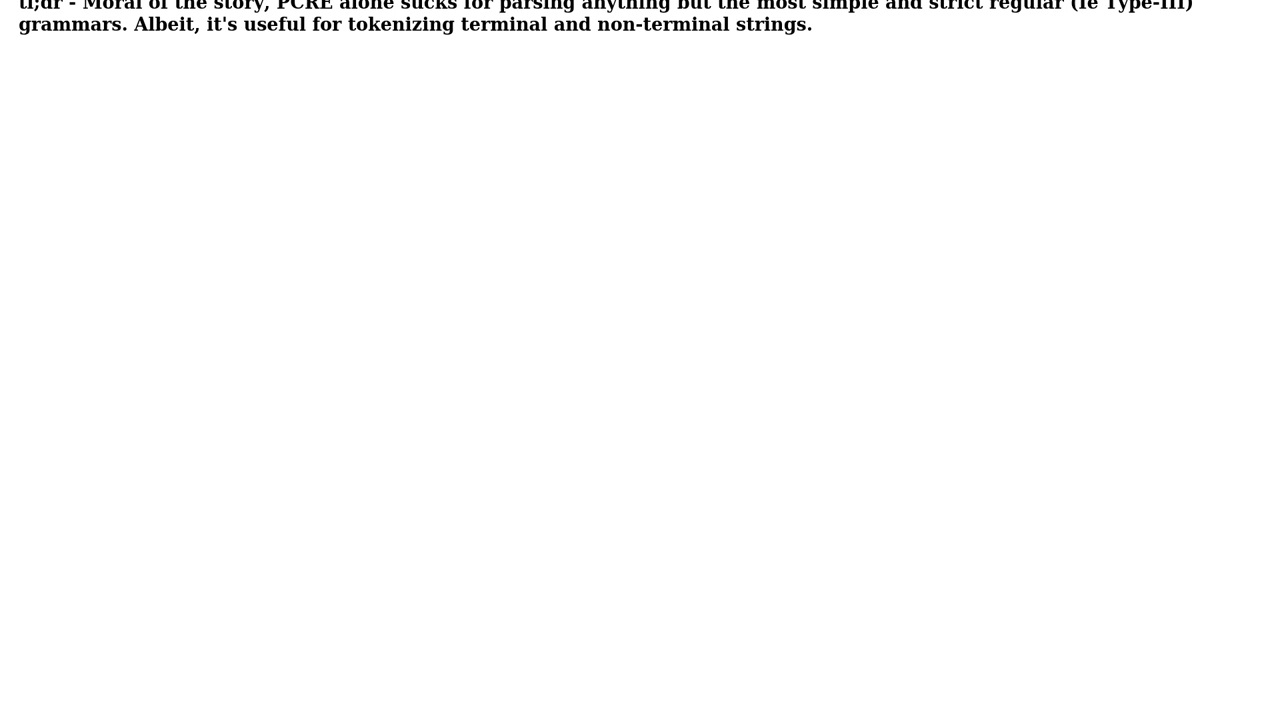 tl;dr - Moral of the story, PCRE alone sucks for parsing anything but the most simple and strict regular (Ie Type-III)
grammars. Albeit, it's useful for tokenizing terminal and non-terminal strings.